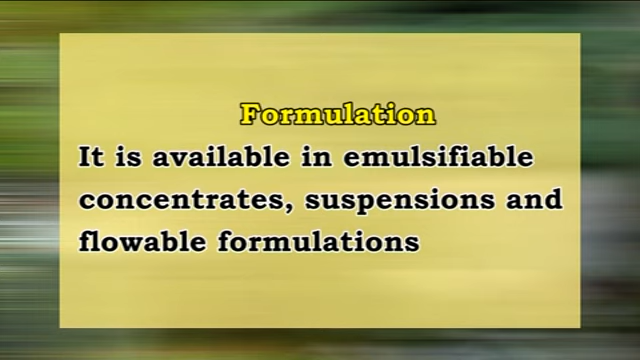 Formulation
It is available in emulsifiable
concentrates, suspensions and
flowable formulations